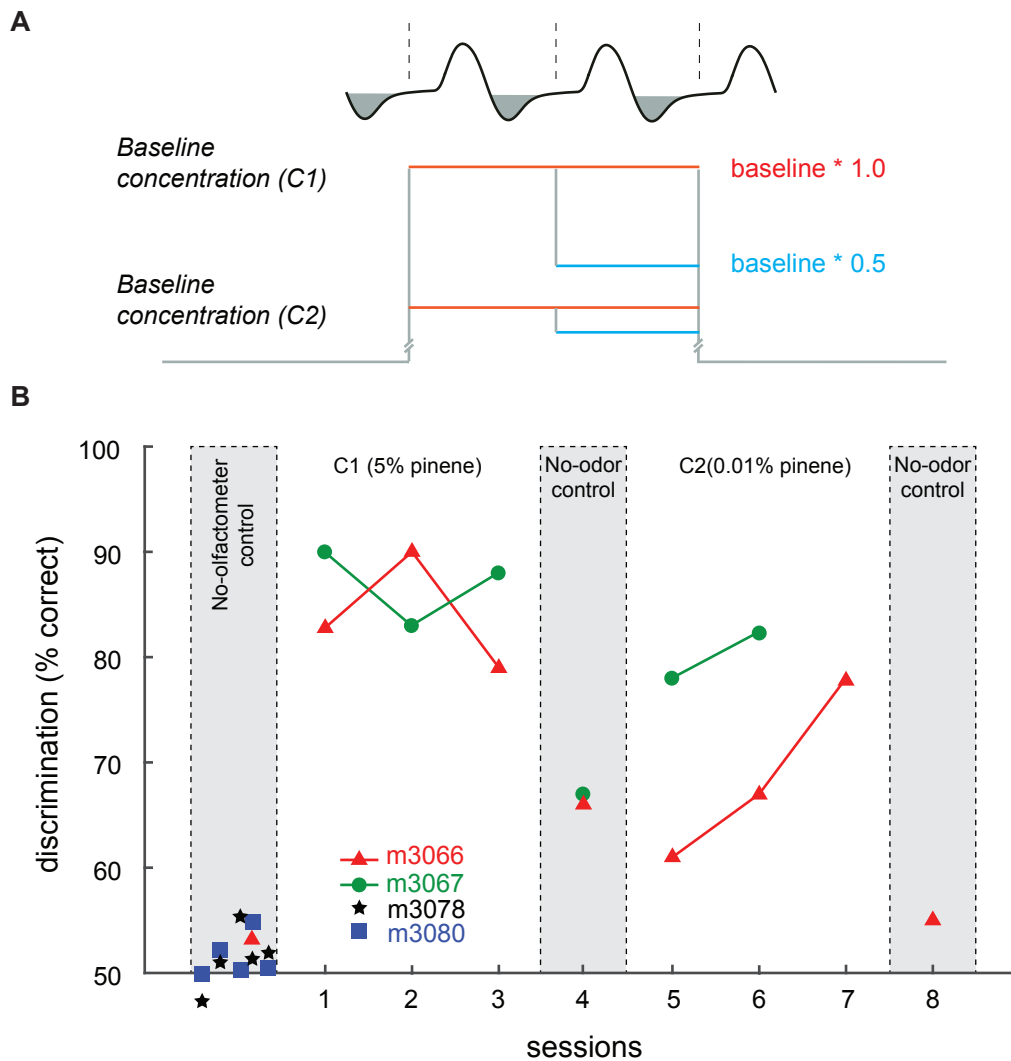 A
Baseline
concentration (C1)
baseline * 1.0
baseline * 0.5
Baseline
concentration (C2)
B
discrimination (% correct)
100
90
80
70
60
50
No-olfactometer
control
C1 (5% pinene)
No-odor
control
C2(0.01% pinene)
No-odor
control
m3066
m3067
m3078
m3080
1 2 3 4 5 6 7 8
sessions